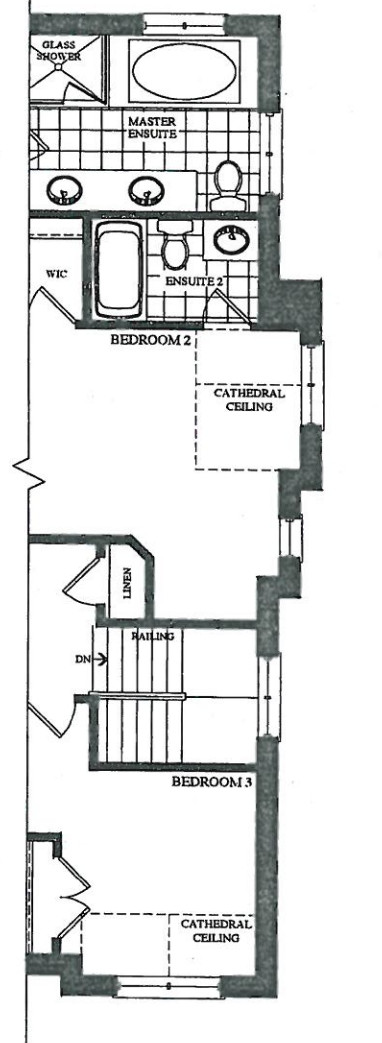 GLASS
SHOWER
MASTER
ENSUITE
WIC
ENSUITE 2
BEDROOM 2
CATHEDRAL
CEILING
LINEN
RAILING
DN
BEDROOM 3
CATHEDRAL
CEILING